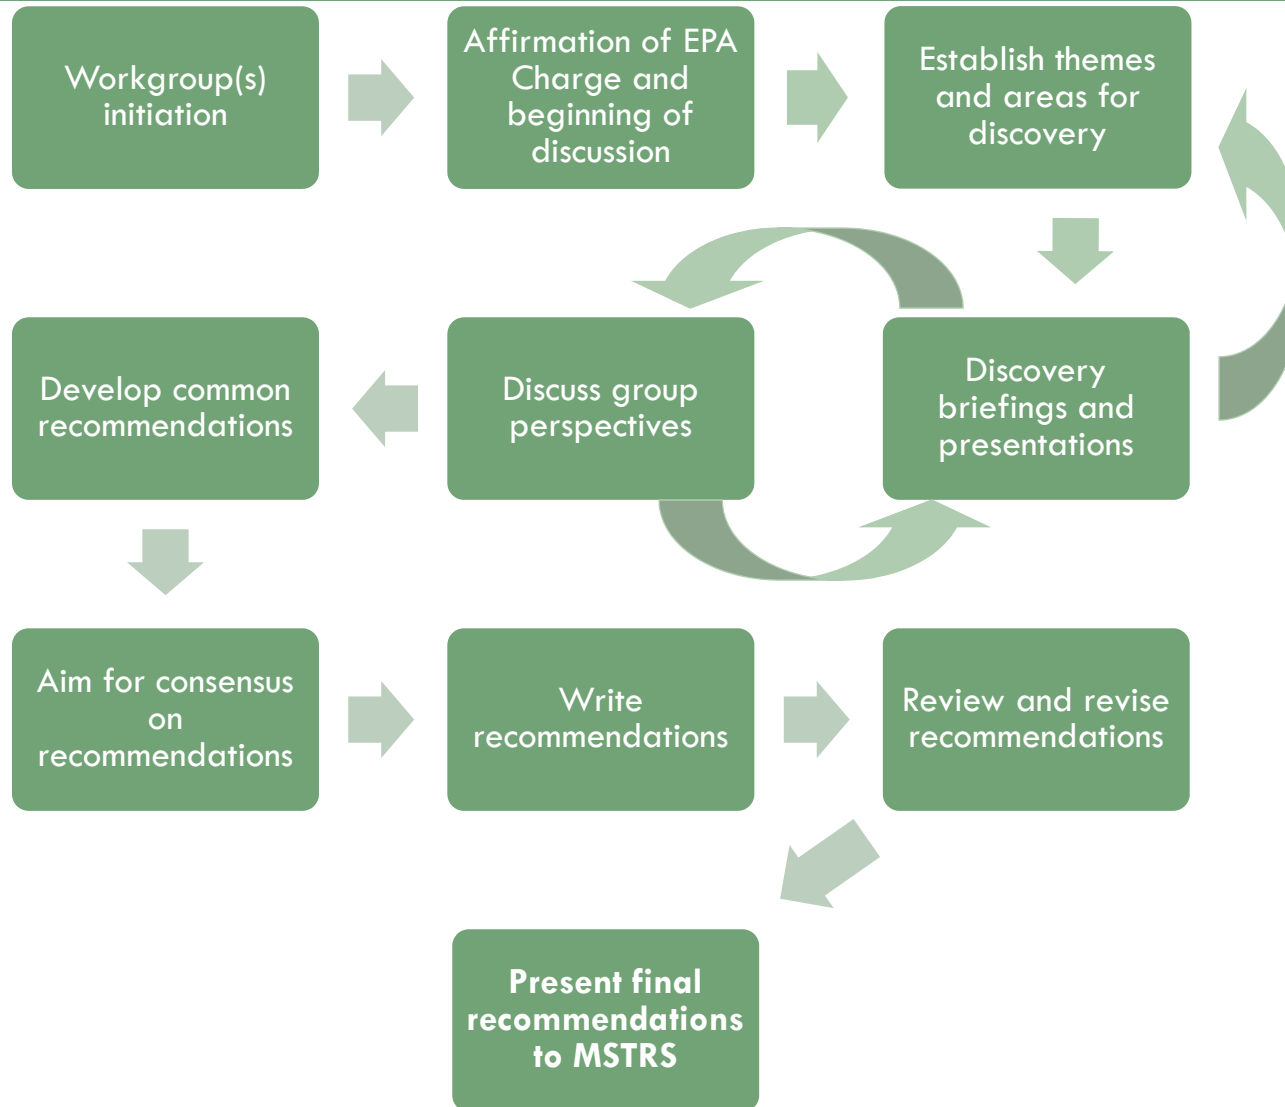 Workgroup(s)
initiation
Affirmation of EPA
Charge and
beginning of
discussion
Establish themes
and areas for
discovery
Discovery
briefings and
presentations
Discuss group
perspectives
Develop common
recommendations
Aim for consensus
on
recommendations
Write
recommendations
Review and revise
recommendations
Present final
recommendations
to MSTRS